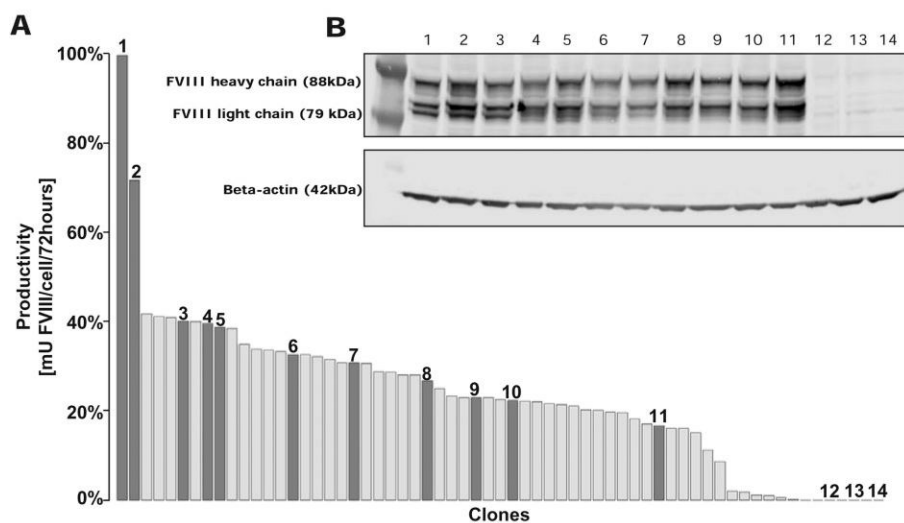 A
B
1 2 3 4 5 6 7 8 9 10 11 12 13 14
FVIII heavy chain (88kDa)
FVIII light chain (79 kDa)
Beta-actin (42kDa)
Productivity
[mU FVIII/cell/72hours]
100%
80%
60%
40%
20%
0%
1
2
3
4
5
6
7
8
9
10
11
12 13 14
Clones